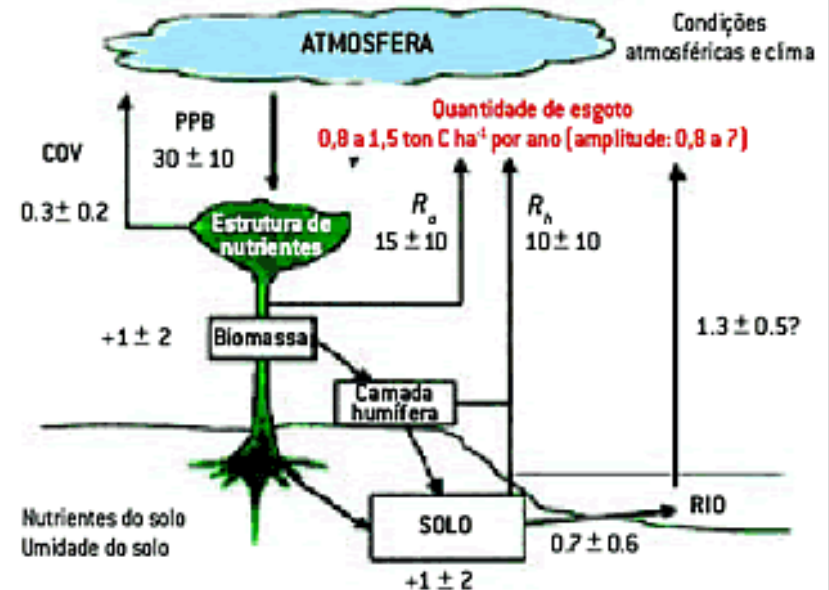 ATMOSFERA
Condições
atmosféricas e clima
Quantidade de esgoto
0,8 a 1,5 ton C ha⁻¹ por ano (amplitude: 0,8 a 7)
COV
PPB
30 ± 10
0.3± 0.2
Estrutura de
nutrientes
Rₐ
15 ±10
Rₕ
10± 10
+1± 2
Biomassa
1.3 ±0.5?
Camada
humífera
Nutrientes do solo
Umidade do solo
SOLO
RIO
0.7 ± 0.6
+1 ± 2